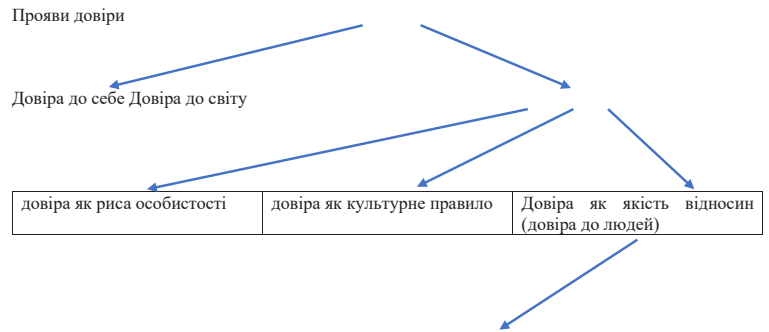 Прояви довіри
Довіра до себе Довіра до світу
довіра як риса особистості
довіра як культурне правило
Довіра як якість відносин
(довіра до людей)